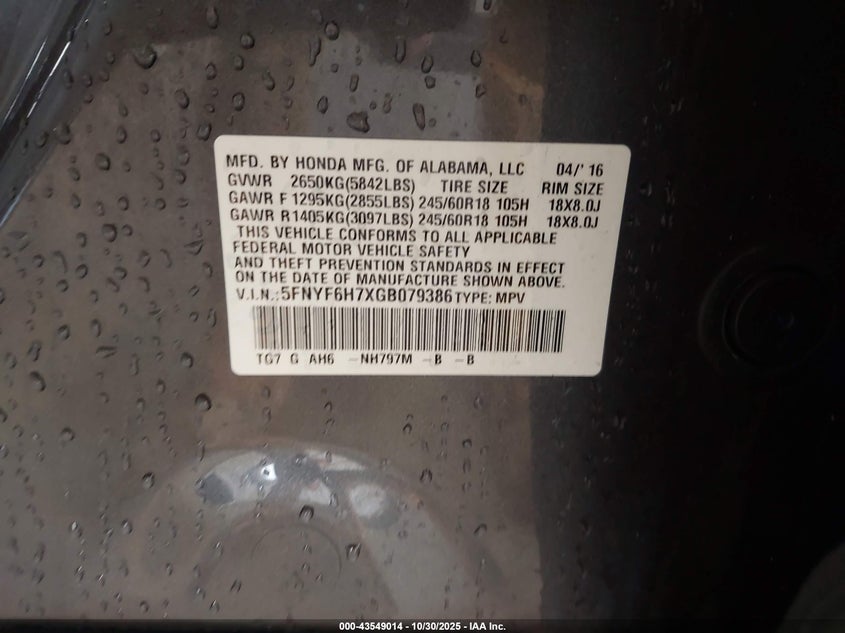 MFD. BY HONDA MFG. OF ALABAMA, LLC 04/' 16
GVWR 2650KG(5842LBS) TIRE SIZE RIM SIZE
GAWR F 1295KG(2855LBS) 245/60R18 105H 18X8.0J
GAWR R1405KG(3097LBS) 245/60R18 105H 18X8.0J
THIS VEHICLE CONFORMS TO ALL APPLICABLE
FEDERAL MOTOR VEHICLE SAFETY
AND THEFT PREVENTION STANDARDS IN EFFECT
ON THE DATE OF MANUFACTURE SHOWN ABOVE.
V.I.N.:5FNYF6H7XGB079386 TYPE: MPV
TG7 G AH6 -NH797M -B -B
000-43549014 - 10/30/2025 - IAA Inc.